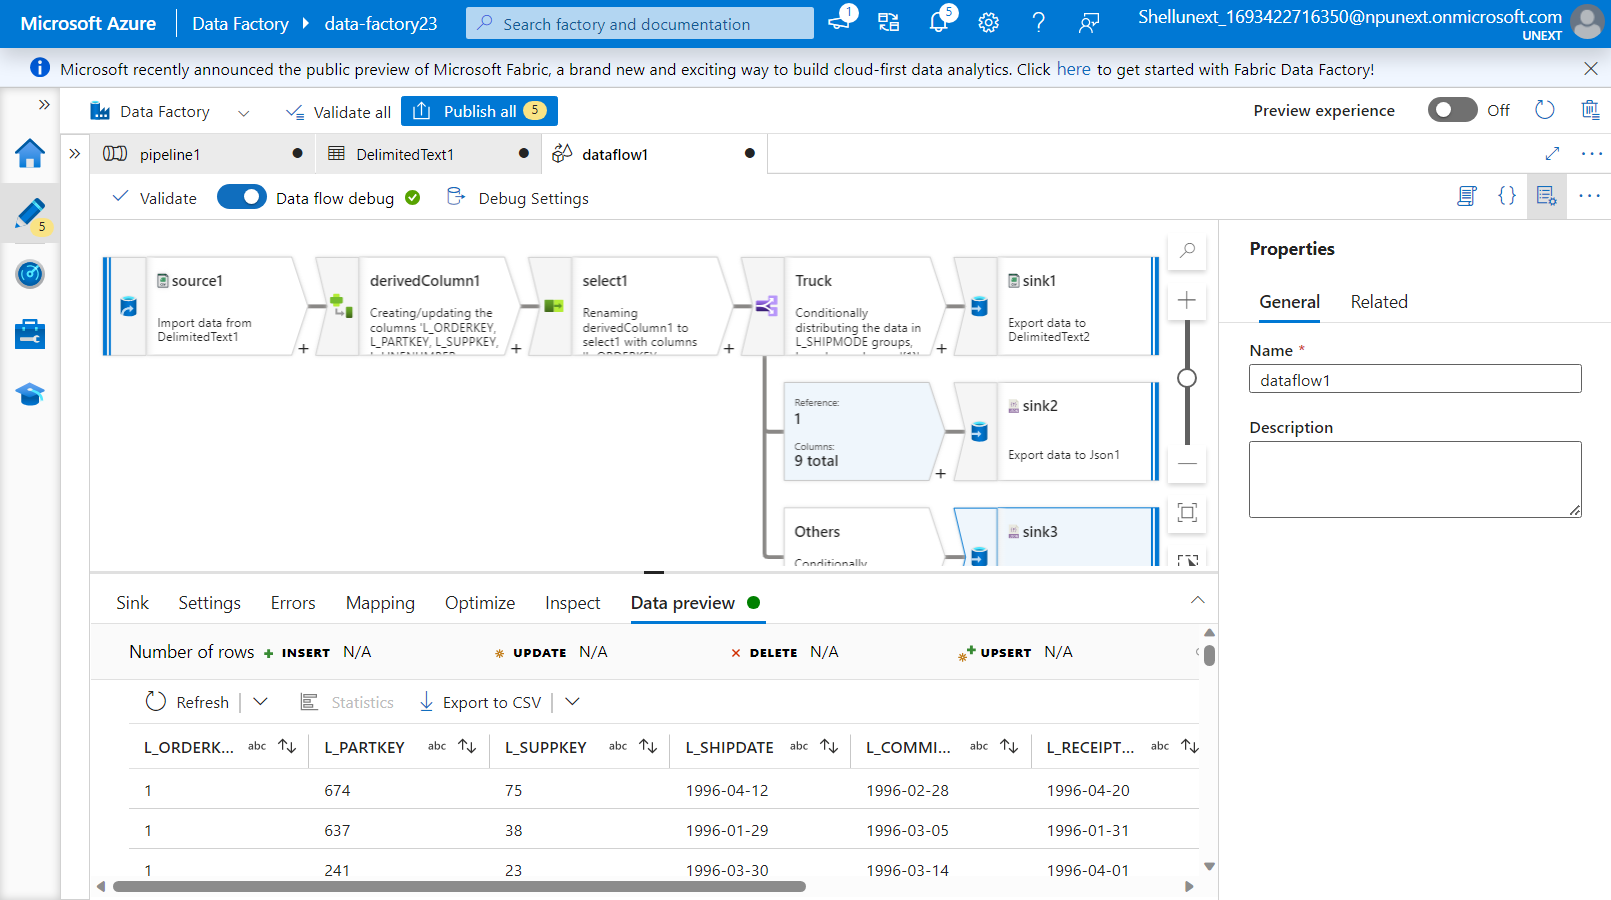 Microsoft Azure
Data Factory
data-factory23
Search factory and documentation
1
5
Shellunext_1693422716350@npunext.onmicrosoft.com
UNEXT
Microsoft recently announced the public preview of Microsoft Fabric, a brand new and exciting way to build cloud-first data analytics. Click here to get started with Fabric Data Factory!
Data Factory
Validate all
Publish all 5
Preview experience
Off
5
pipeline1
DelimitedText1
dataflow1
Validate
Data flow debug
Debug Settings
source1
Import data from
DelimitedText1
derivedColumn1
Creating/updating the
columns 'L_ORDERKEY,
L_PARTKEY, L_SUPPKEY,
select1
Renaming
derivedColumn1 to
select1 with columns
Truck
Conditionally
distributing the data in
L_SHIPMODE groups,
sink1
Export data to
DelimitedText2
Reference:
1
Columns:
9 total
sink2
Export data to Json1
Others
Conditionally
sink3
Properties
General
Related
Name *
dataflow1
Description
Sink
Settings
Errors
Mapping
Optimize
Inspect
Data preview
Number of rows + INSERT N/A
UPDATE N/A
DELETE N/A
UPSERT N/A
Refresh
Statistics
Export to CSV
L_ORDERK... abc
L_PARTKEY abc
L_SUPPKEY abc
L_SHIPDATE abc
L_COMMI... abc
L_RECEIPT... abc
1 674 75 1996-04-12 1996-02-28 1996-04-20
1 637 38 1996-01-29 1996-03-05 1996-01-31
1 241 23 1996-03-30 1996-03-14 1996-04-01